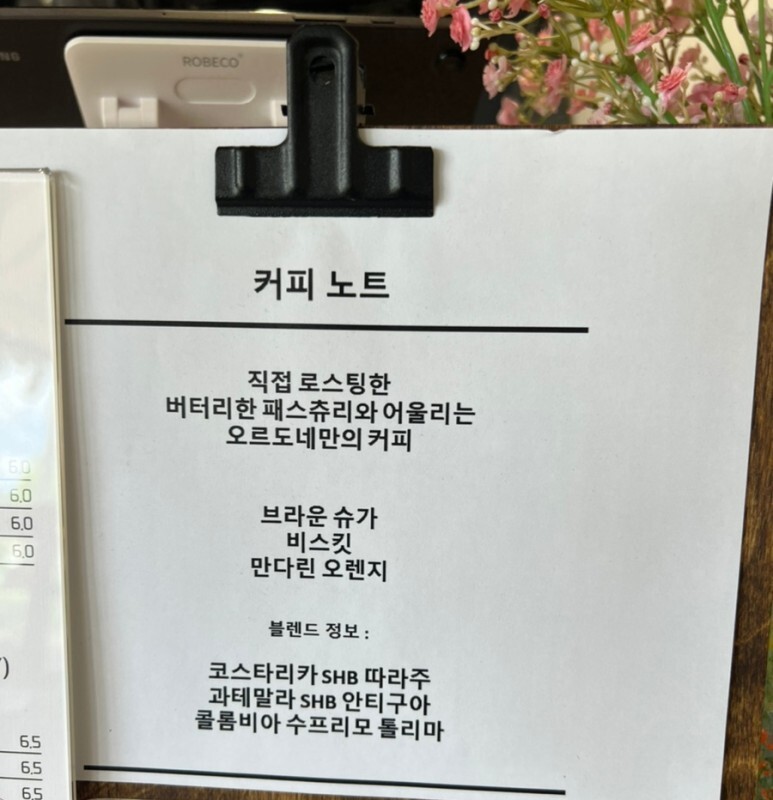 ROBECO
커피 노트
직접 로스팅한
버터리한 패스츄리와 어울리는
오르도네만의 커피
브라운 슈가
비스킷
만다린 오렌지
블렌드 정보 :
코스타리카 SHB 따라주
과테말라 SHB 안티구아
콜롬비아 수프리모 톨리마
6.0
6.0
6.0
6.0
)
6.5
6.5
6.5